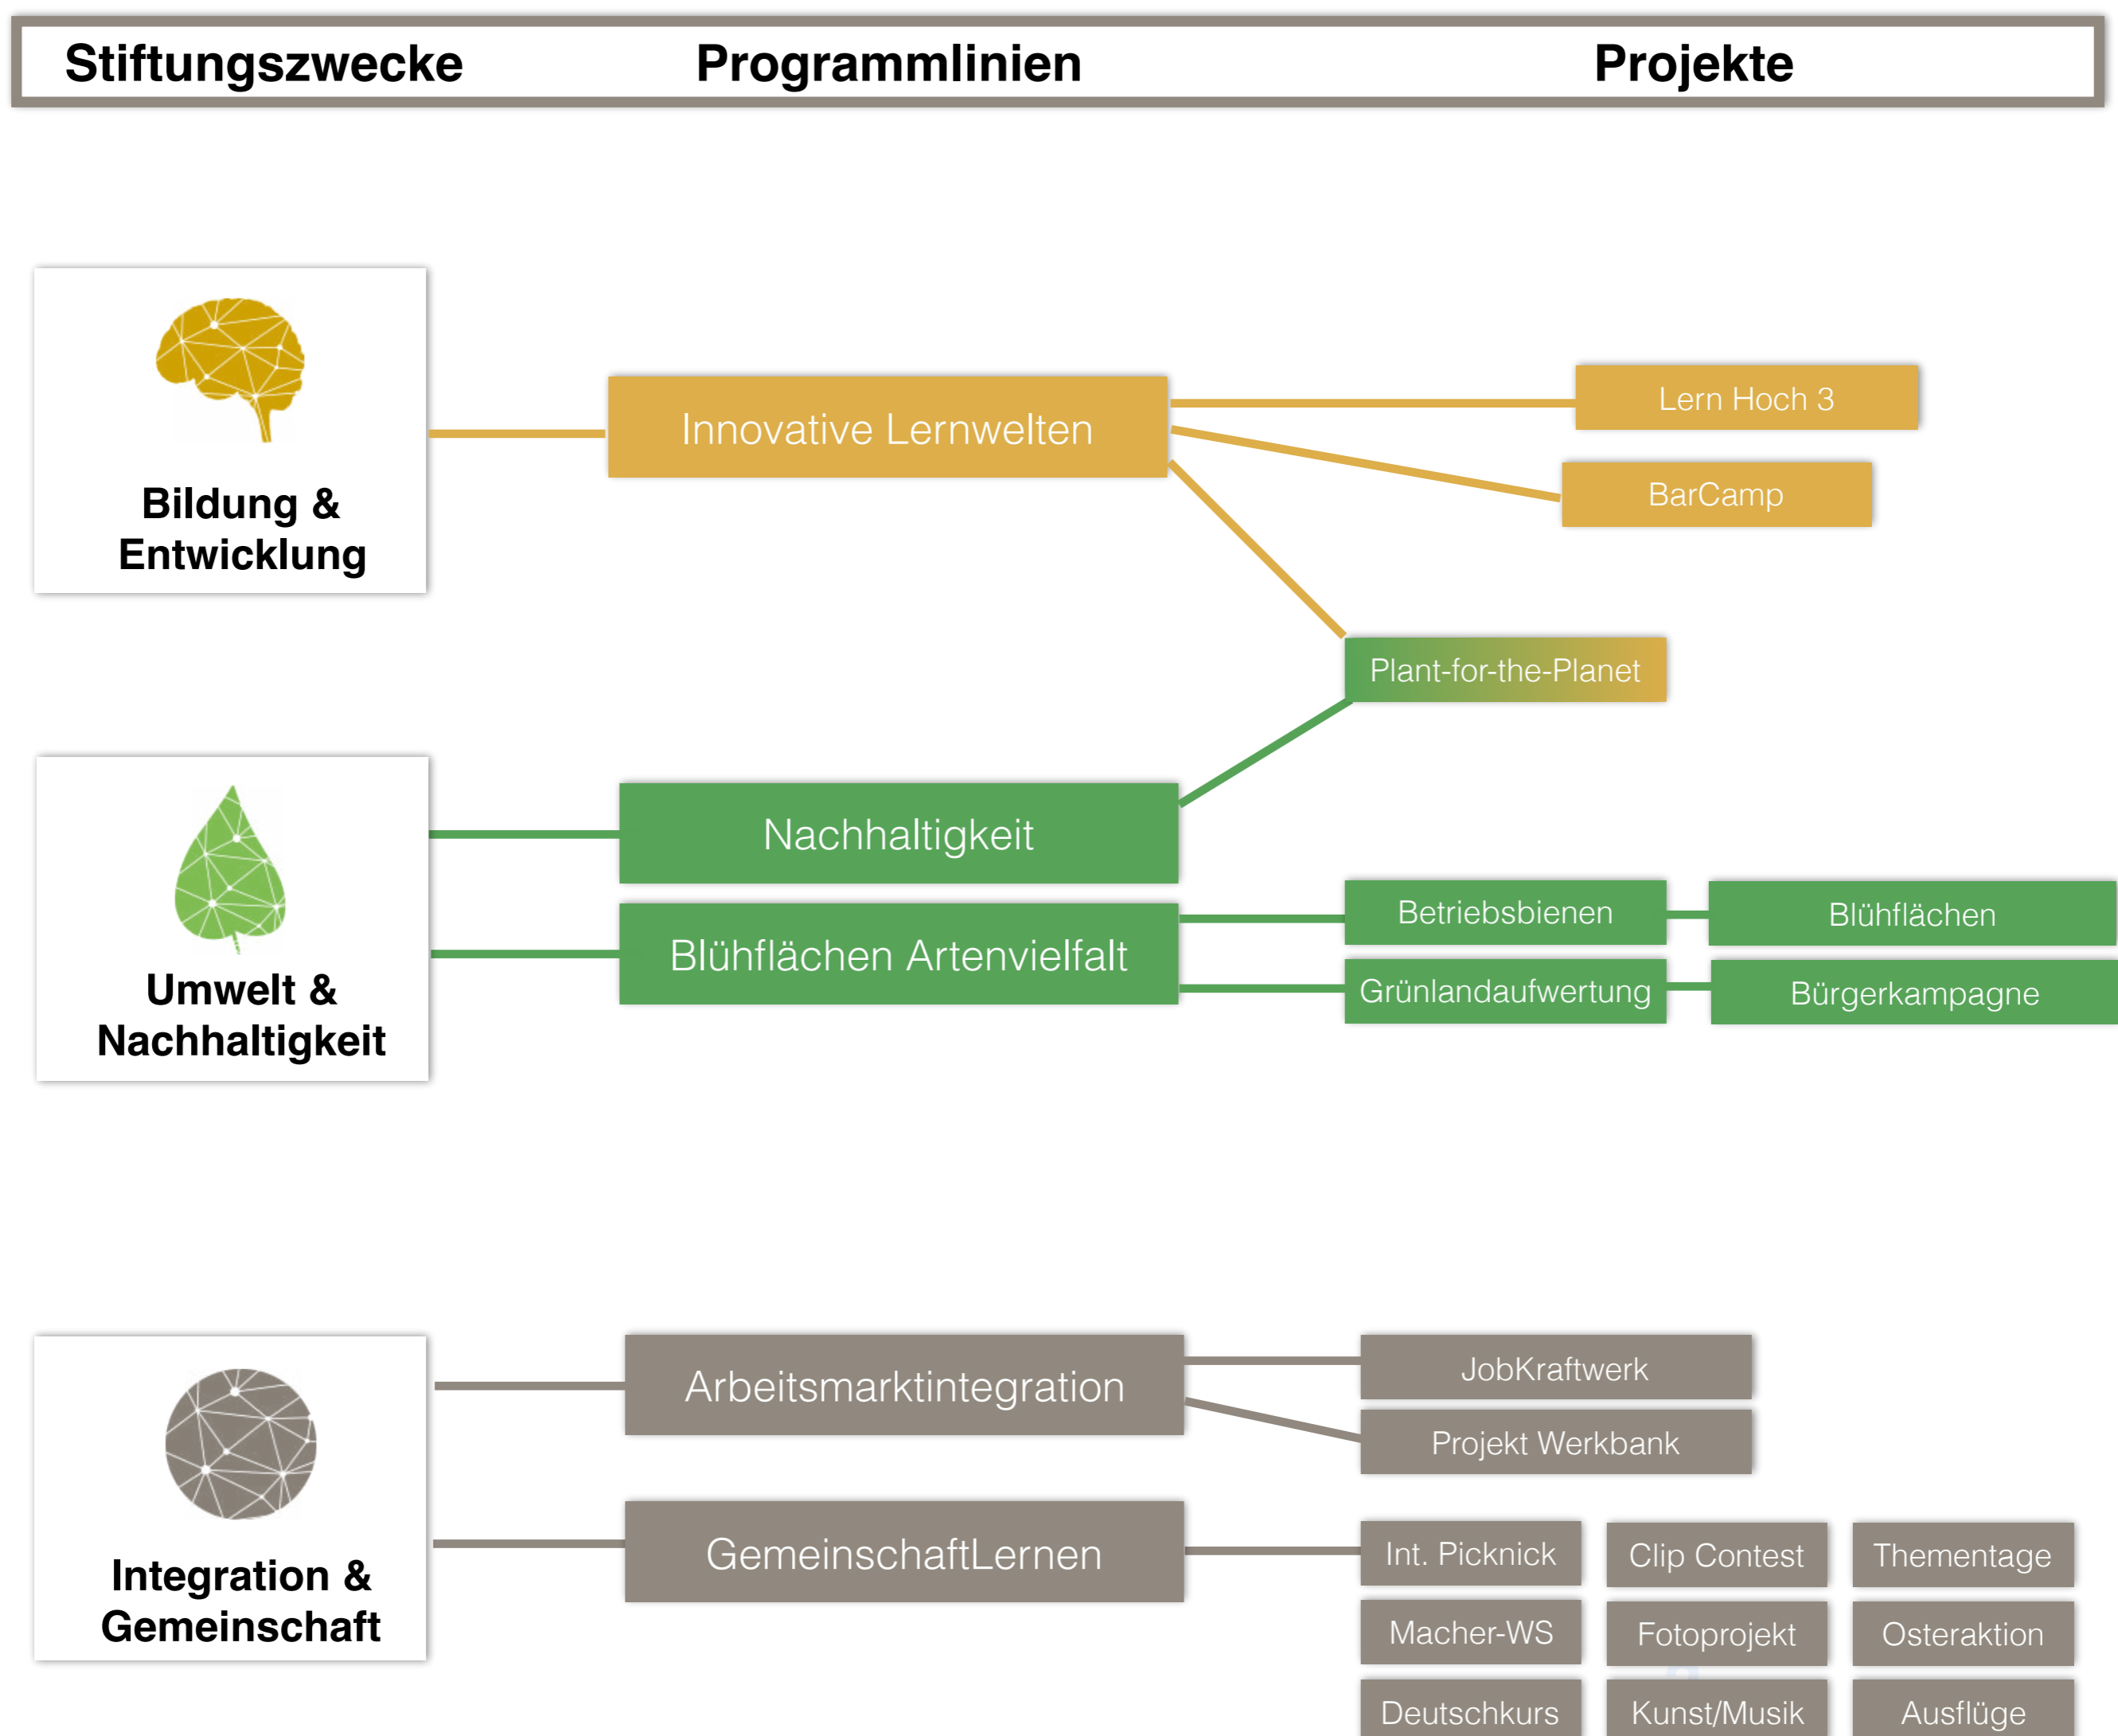 Stiftungszwecke Programmlinien Projekte
Bildung &
Entwicklung
Innovative Lernwelten
Lern Hoch 3
BarCamp
Plant-for-the-Planet
Umwelt &
Nachhaltigkeit
Nachhaltigkeit
Blühflächen Artenvielfalt
Betriebsbienen Blühflächen
Grünlandaufwertung Bürgerkampagne
Integration &
Gemeinschaft
Arbeitsmarktintegration
JobKraftwerk
Projekt Werkbank
GemeinschaftLernen
Int. Picknick Clip Contest Thementage
Macher-WS Fotoprojekt Osteraktion
Deutschkurs Kunst/Musik Ausflüge